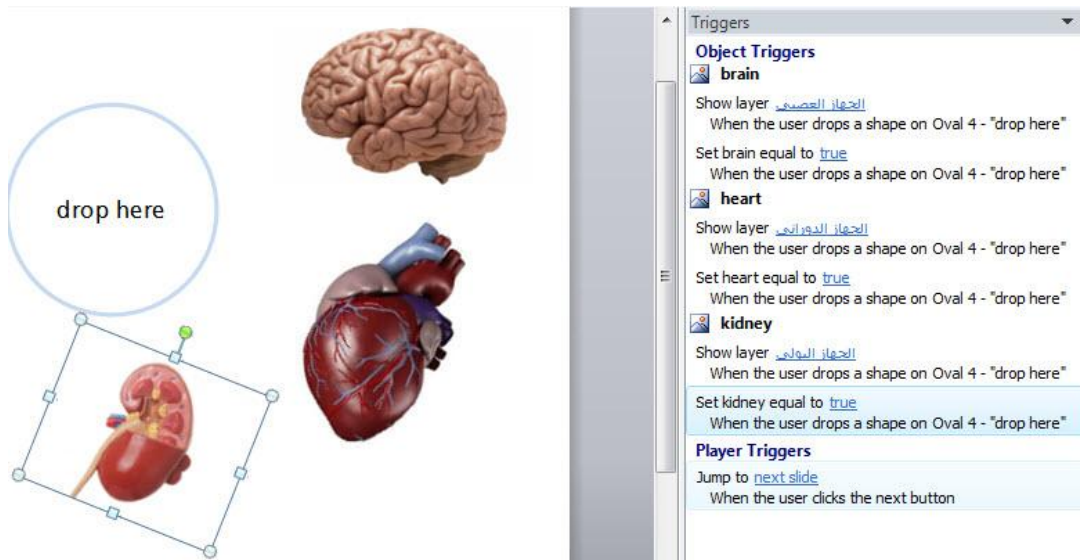 drop here
Triggers
Object Triggers
brain
Show layer الجهاز العصبي
When the user drops a shape on Oval 4 - "drop here"
Set brain equal to true
When the user drops a shape on Oval 4 - "drop here"
heart
Show layer الجهاز الدوراني
When the user drops a shape on Oval 4 - "drop here"
Set heart equal to true
When the user drops a shape on Oval 4 - "drop here"
kidney
Show layer الجهاز البولي
When the user drops a shape on Oval 4 - "drop here"
Set kidney equal to true
When the user drops a shape on Oval 4 - "drop here"
Player Triggers
Jump to next slide
When the user clicks the next button